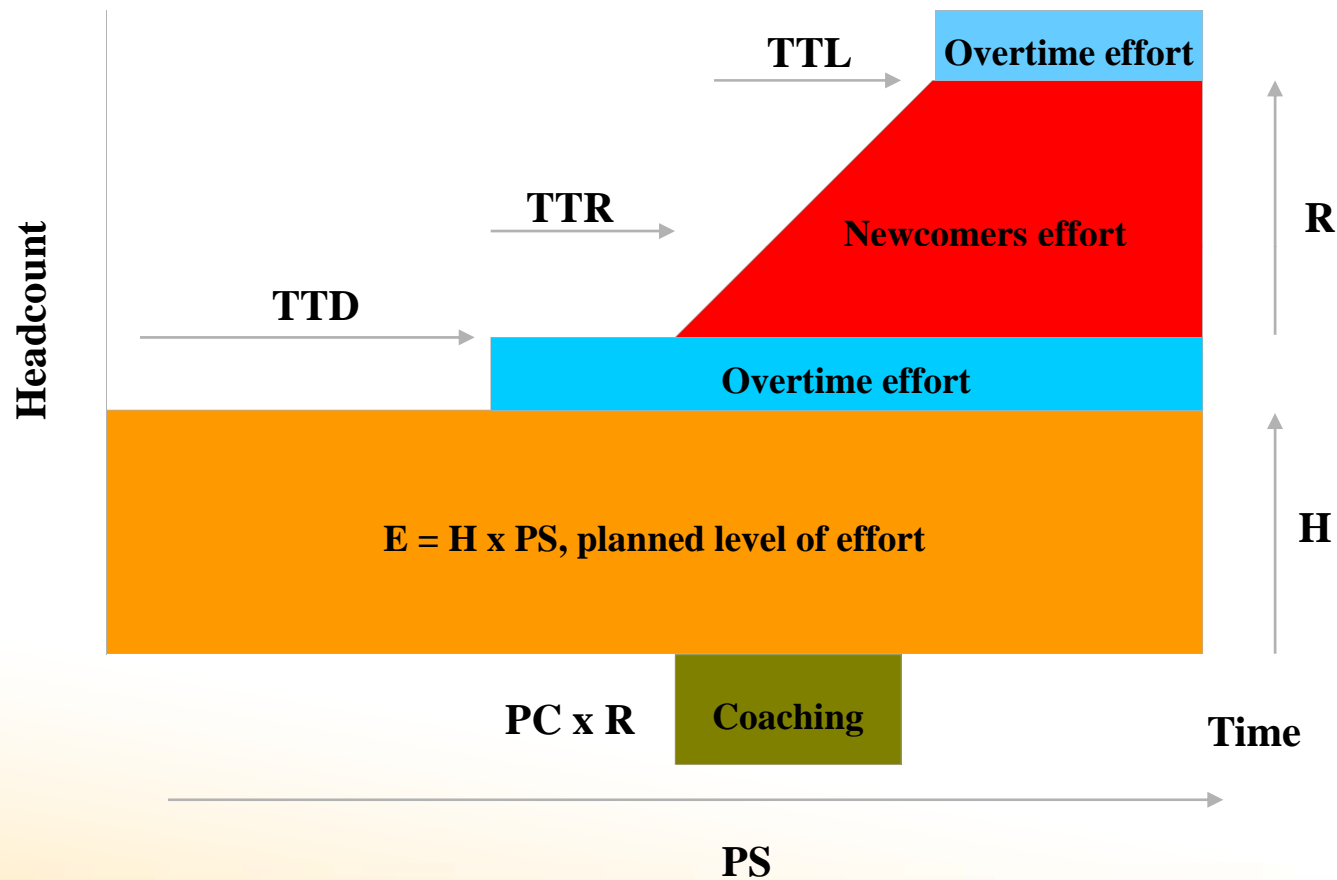 TTL
Overtime effort
TTR
Newcomers effort
R
Headcount
TTD
Overtime effort
E = H x PS, planned level of effort
H
PC x R
Coaching
Time
PS